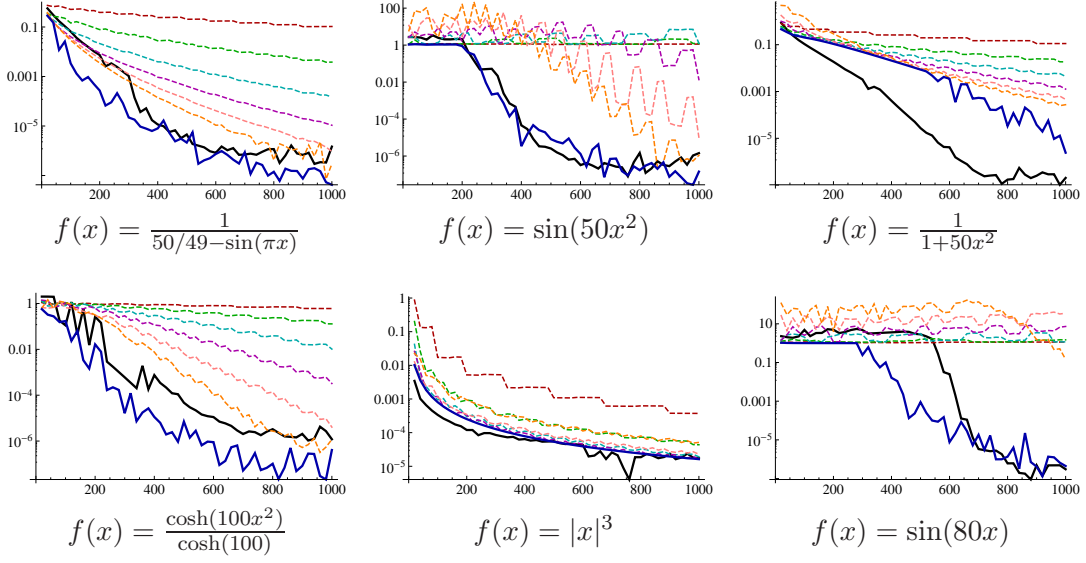 0.1
0.001
10^{-5}
200 400 600 800 1000
f(x) = \frac{1}{50/49-\sin(\pi x)}
100
1
0.01
10^{-4}
10^{-6}
200 400 600 800 1000
f(x) = \sin(50x^2)
0.1
0.001
10^{-5}
200 400 600 800 1000
f(x) = \frac{1}{1+50x^2}
1
0.01
10^{-4}
10^{-6}
200 400 600 800 1000
f(x) = \frac{\cosh(100x^2)}{\cosh(100)}
1
0.1
0.01
0.001
10^{-4}
10^{-5}
200 400 600 800 1000
f(x) = |x|^3
10
0.1
0.001
10^{-5}
200 400 600 800 1000
f(x) = \sin(80x)